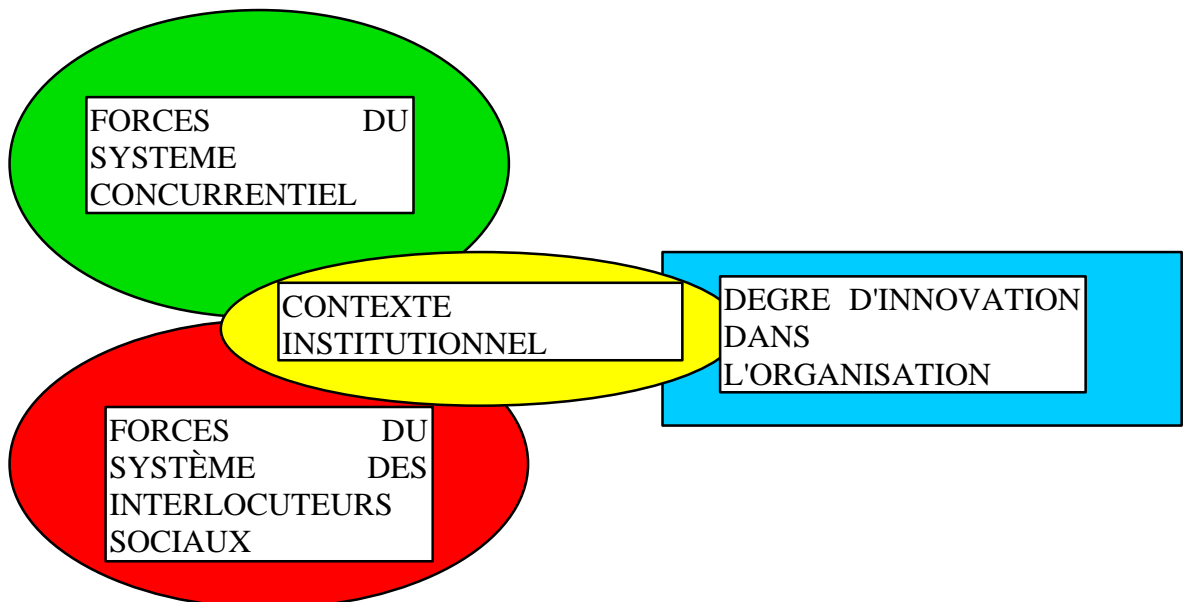 FORCES DU
SYSTEME
CONCURRENTIEL
CONTEXTE
INSTITUTIONNEL
DEGRE D'INNOVATION
DANS
L'ORGANISATION
FORCES DU
SYSTÈME DES
INTERLOCUTEURS
SOCIAUX